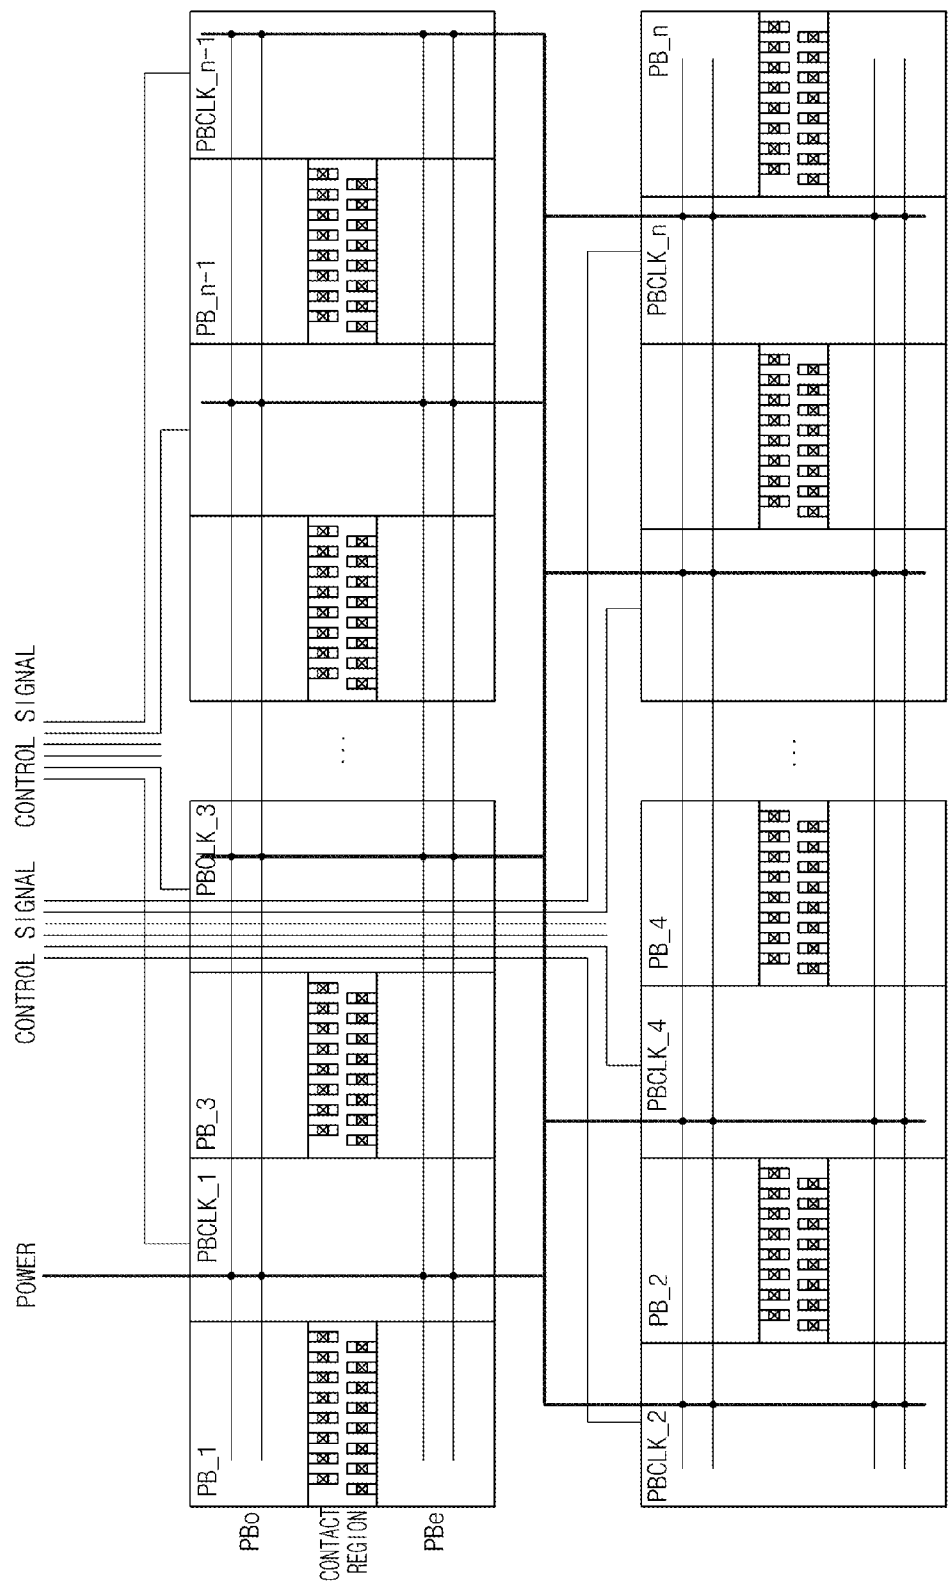 POWER
CONTROL SIGNAL
CONTROL SIGNAL
PB_1
PBCLK_1
PB_3
PBCLK_3
...
PB_n-1
PBCLK_n-1
PBo
CONTACT
REGION
PBe
PBCLK_2
PB_2
PBCLK_4
PB_4
...
PBCLK_n
PB_n